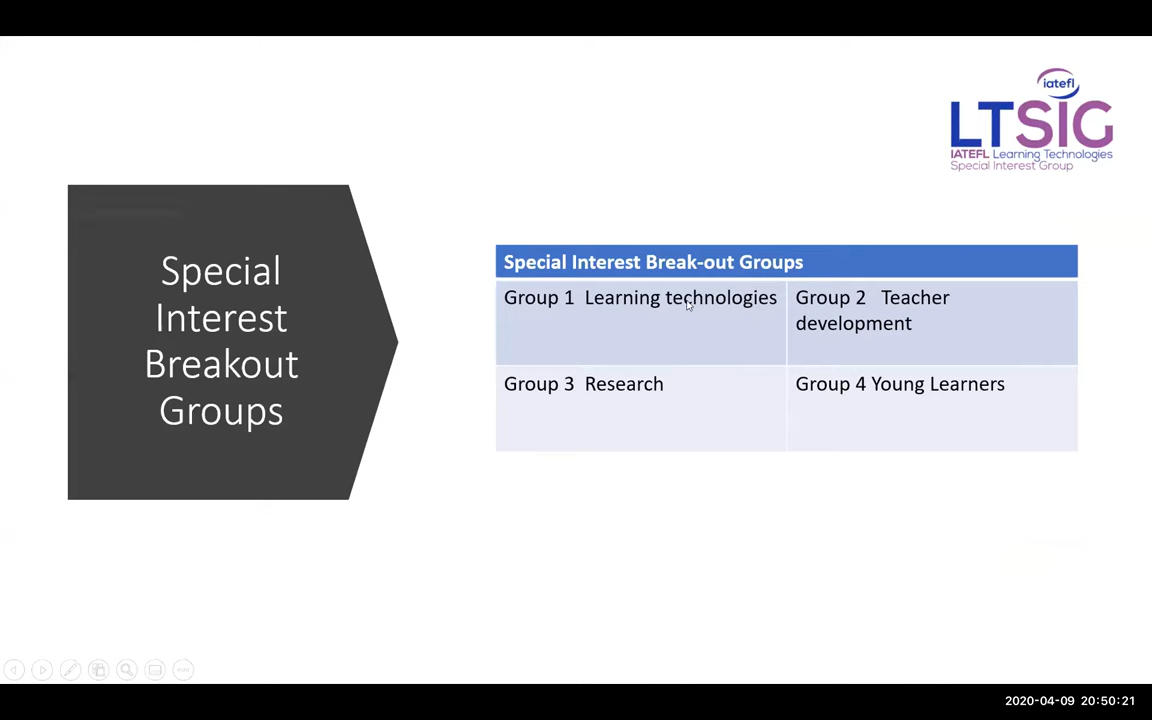 iatefl
LTSIG
IATEFL Learning Technologies
Special Interest Group
Special
Interest
Breakout
Groups
Special Interest Break-out Groups
Group 1 Learning technologies
Group 2 Teacher
development
Group 3 Research
Group 4 Young Learners
2020-04-09 20:50:21